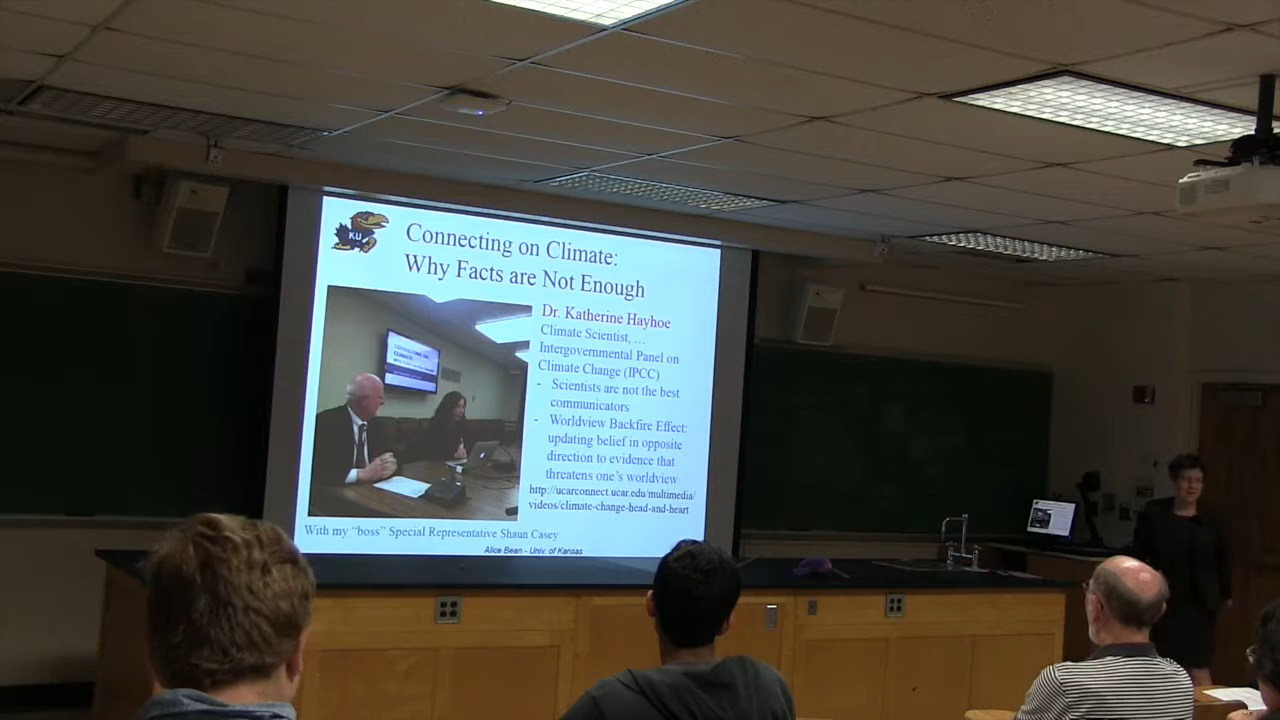 KU
Connecting on Climate:
Why Facts are Not Enough
Dr. Katherine Hayhoe
Climate Scientist, …
Intergovernmental Panel on
Climate Change (IPCC)
- Scientists are not the best
communicators
- Worldview Backfire Effect:
updating belief in opposite
direction to evidence that
threatens one's worldview
http://ucarconnect.ucar.edu/multimedia/
videos/climate-change-head-and-heart
CONNECTING ON
CLIMATE
With my "boss" Special Representative Shaun Casey
Alice Bean - Univ. of Kansas